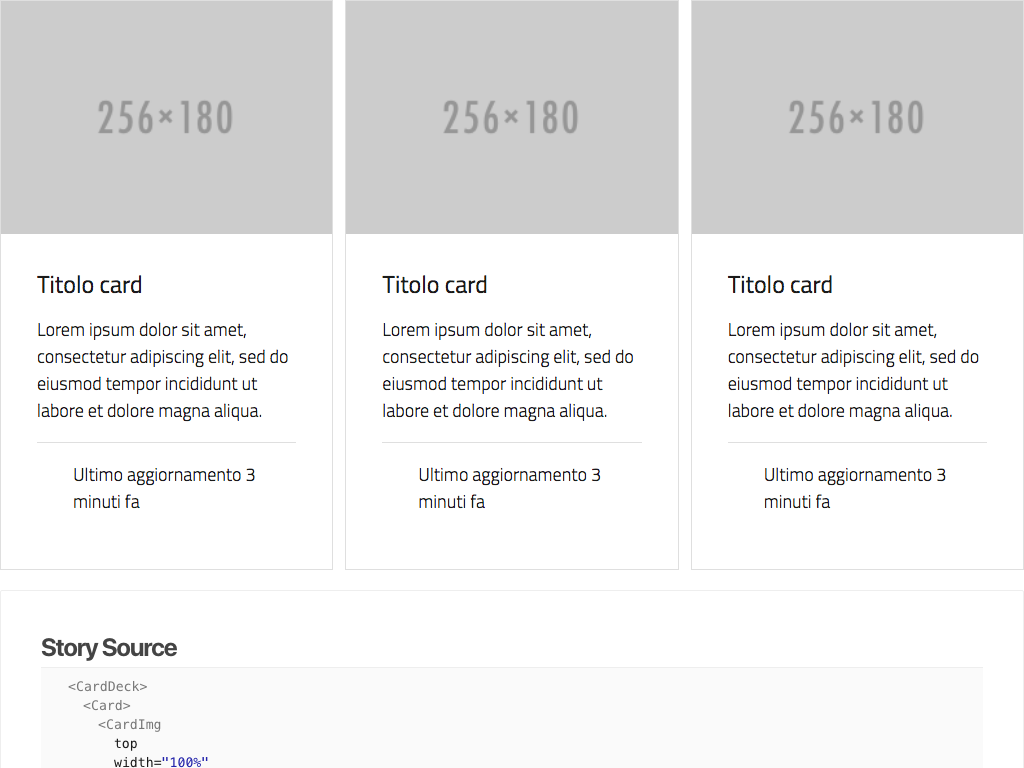 256×180
Titolo card
Lorem ipsum dolor sit amet,
consectetur adipiscing elit, sed do
eiusmod tempor incididunt ut
labore et dolore magna aliqua.
Ultimo aggiornamento 3
minuti fa
256×180
Titolo card
Lorem ipsum dolor sit amet,
consectetur adipiscing elit, sed do
eiusmod tempor incididunt ut
labore et dolore magna aliqua.
Ultimo aggiornamento 3
minuti fa
256×180
Titolo card
Lorem ipsum dolor sit amet,
consectetur adipiscing elit, sed do
eiusmod tempor incididunt ut
labore et dolore magna aliqua.
Ultimo aggiornamento 3
minuti fa
Story Source
<CardDeck>
<Card>
<CardImg
top
width="100%"